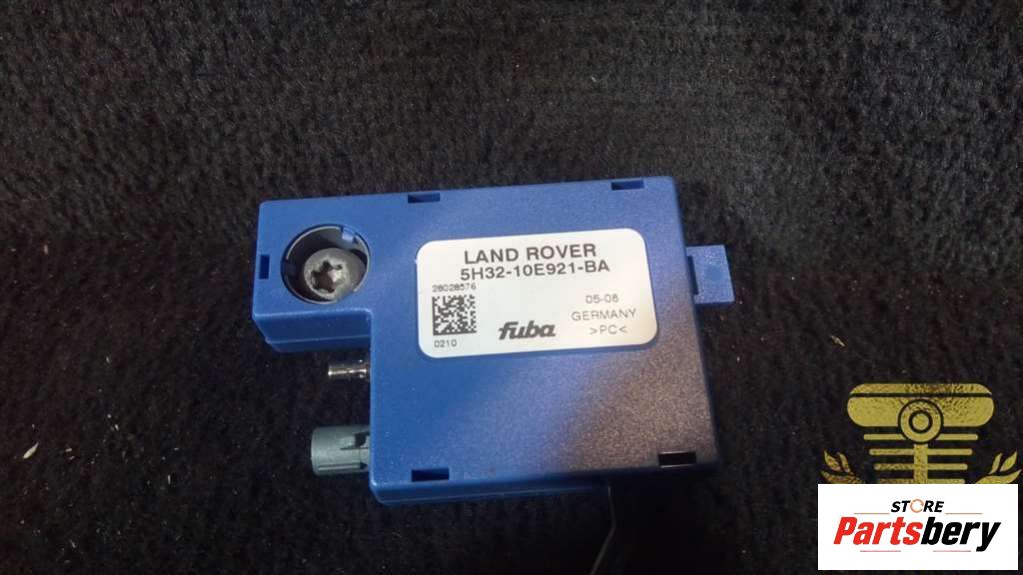 LAND ROVER
5H32-10E921-BA
28028576
05-08
GERMANY
fuba
>PC<
0210
STORE
Partsbery